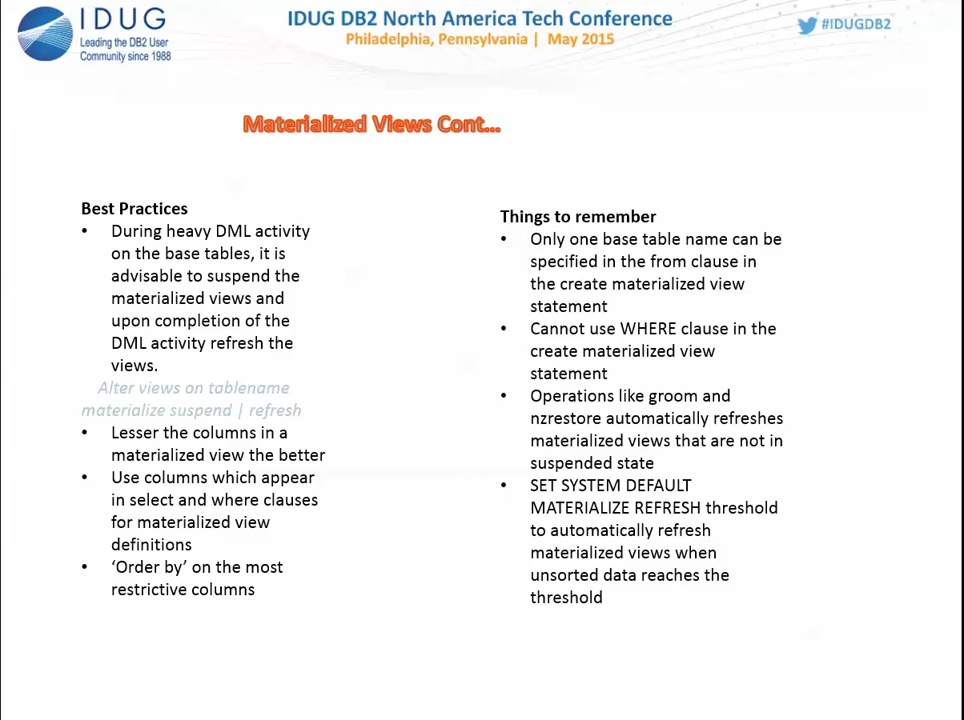 IDUG
Leading the DB2 User
Community since 1988
IDUG DB2 North America Tech Conference
Philadelphia, Pennsylvania | May 2015
#IDUGDB2
Materialized Views Cont...
Best Practices
• During heavy DML activity
on the base tables, it is
advisable to suspend the
materialized views and
upon completion of the
DML activity refresh the
views.
Alter views on tablename
materialize suspend | refresh
• Lesser the columns in a
materialized view the better
• Use columns which appear
in select and where clauses
for materialized view
definitions
• ‘Order by’ on the most
restrictive columns
Things to remember
• Only one base table name can be
specified in the from clause in
the create materialized view
statement
• Cannot use WHERE clause in the
create materialized view
statement
• Operations like groom and
nzrestore automatically refreshes
materialized views that are not in
suspended state
• SET SYSTEM DEFAULT
MATERIALIZE REFRESH threshold
to automatically refresh
materialized views when
unsorted data reaches the
threshold